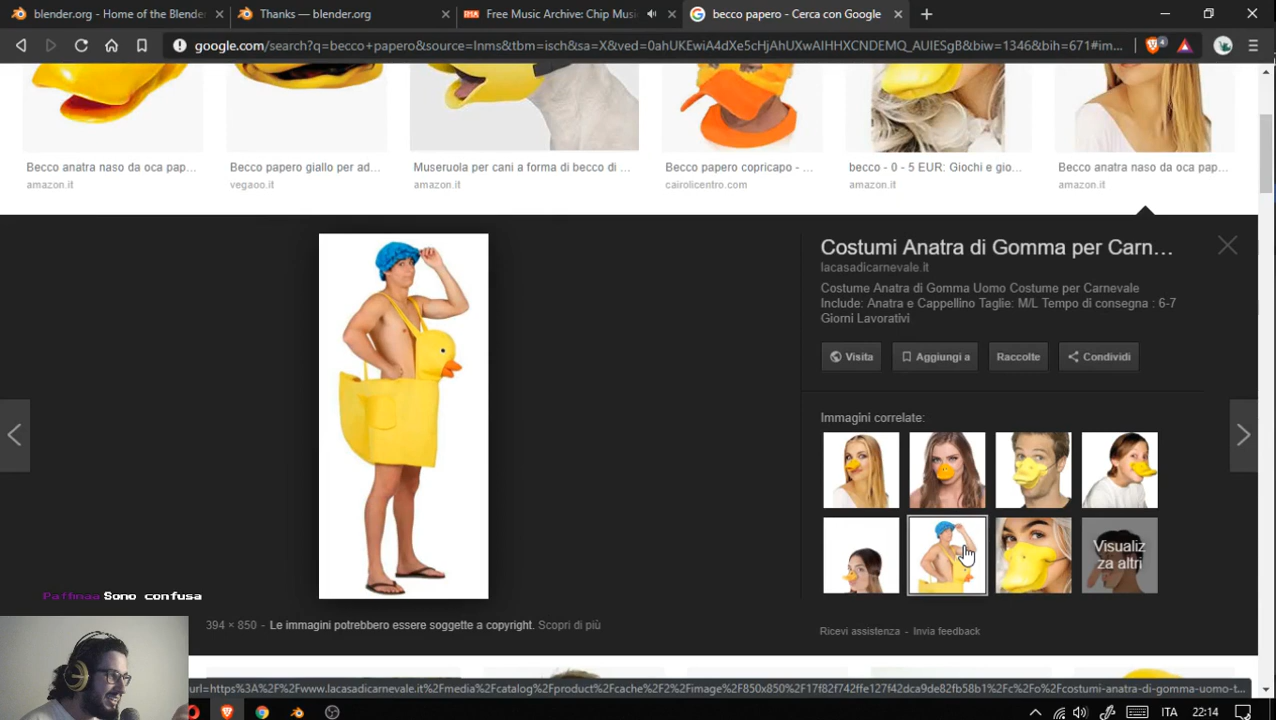 blender.org - Home of the Blender
Thanks — blender.org
Free Music Archive: Chip Musi
becco papero - Cerca con Google
google.com/search?q=becco+papero&source=lnms&tbm=isch&sa=X&ved=0ahUKEwiA4dXe5cHjAhUXwAIHHXCNDEMQ_AUIESgB&biw=1346&bih=671#im...
4
Becco anatra naso da oca pap...
amazon.it
Becco papero giallo per ad...
vegaoo.it
Museruola per cani a forma di becco di ...
amazon.it
Becco papero copricapo - ...
cairolicentro.com
becco - 0 - 5 EUR: Giochi e gio...
amazon.it
Becco anatra naso da oca pap...
amazon.it
Costumi Anatra di Gomma per Carn...
lacasadicarnevale.it
Costume Anatra di Gomma Uomo Costume per Carnevale
Include: Anatra e Cappellino Taglie: M/L Tempo di consegna : 6-7
Giorni Lavorativi
Visita
Aggiungi a
Raccolte
Condividi
Immagini correlate:
Visualiz
za altri
Paffinaa Sono confusa
394 × 850 - Le immagini potrebbero essere soggette a copyright. Scopri di più
Ricevi assistenza - Invia feedback
url=https%3A%2F%2Fwww.lacasadicarnevale.it%2Fmedia%2Fcatalog%2Fproduct%2Fcache%2F2%2Fimage%2F850x850%2F17f82f742ffe127f42dca9de82fb58b1%2Fc%2Fo%2Fcostumi-anatra-di-gomma-uomo-t...
ITA
22:14